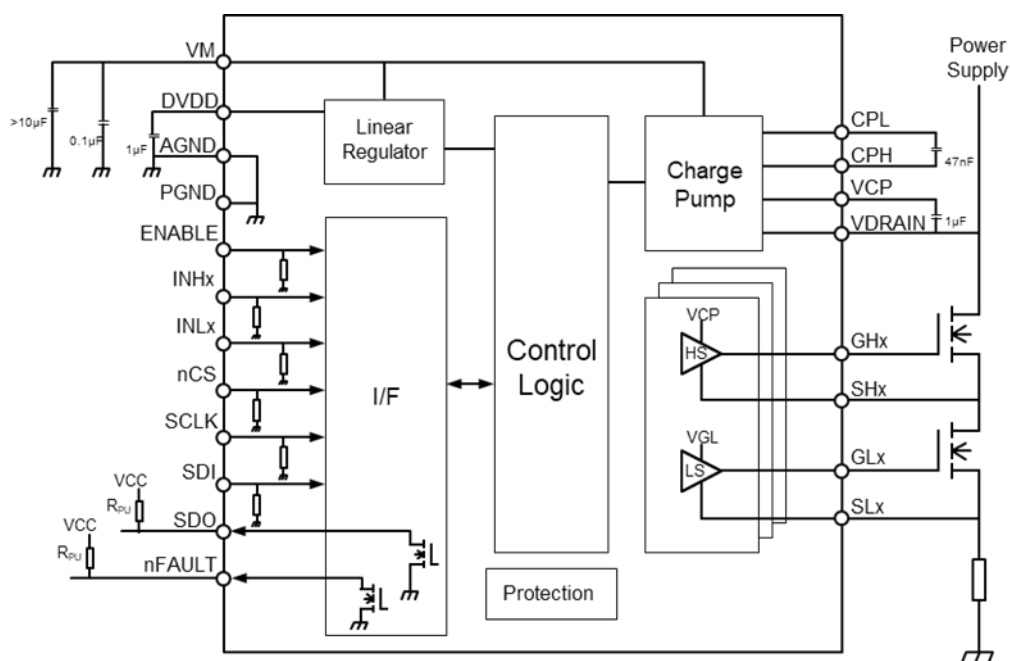 VM
DVDD
>10µF
0.1µF
1µF
AGND
PGND
ENABLE
INHx
INLx
nCS
SCLK
SDI
VCC
RPU
SDO
VCC
RPU
nFAULT
Linear
Regulator
I/F
Control
Logic
Charge
Pump
Protection
VCP
HS
VGL
LS
Power
Supply
CPL
CPH
47nF
VCP
1µF
VDRAIN
GHx
SHx
GLx
SLx